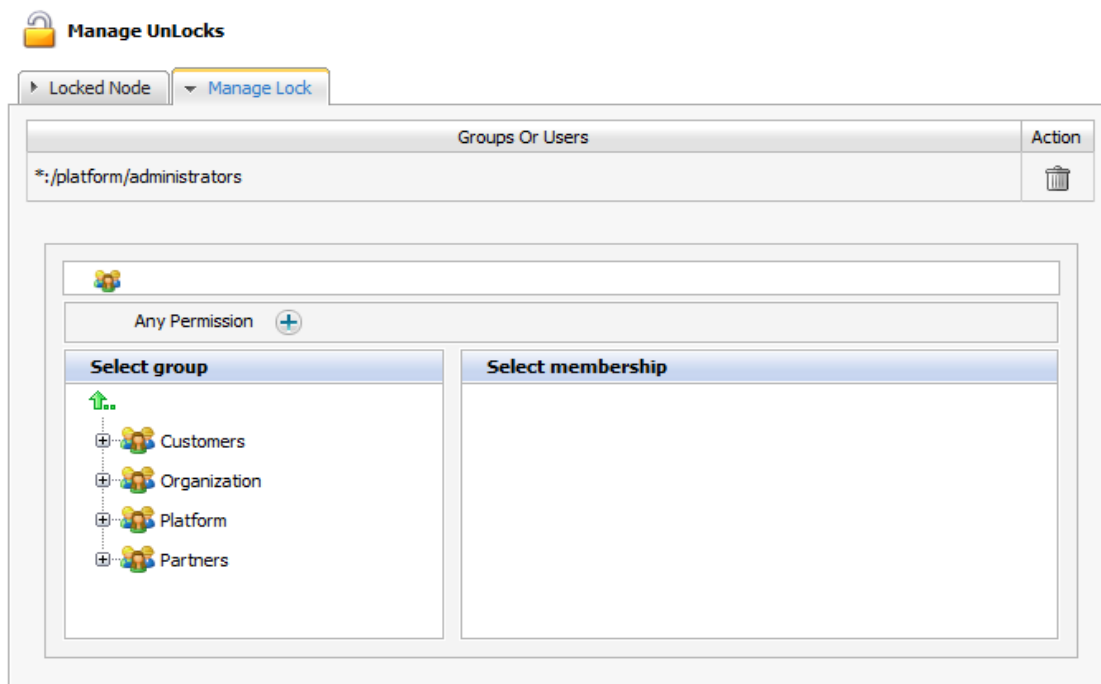 Manage UnLocks
Locked Node
Manage Lock
Groups Or Users
Action
*:/platform/administrators
Any Permission
Select group
Select membership
Customers
Organization
Platform
Partners